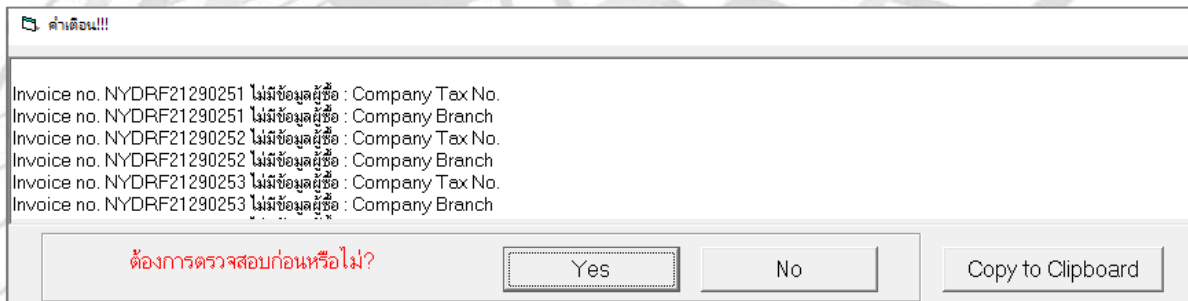 คำเตือน!!!
Invoice no. NYDRF21290251 ไม่มีข้อมูลผู้ซื้อ : Company Tax No.
Invoice no. NYDRF21290251 ไม่มีข้อมูลผู้ซื้อ : Company Branch
Invoice no. NYDRF21290252 ไม่มีข้อมูลผู้ซื้อ : Company Tax No.
Invoice no. NYDRF21290252 ไม่มีข้อมูลผู้ซื้อ : Company Branch
Invoice no. NYDRF21290253 ไม่มีข้อมูลผู้ซื้อ : Company Tax No.
Invoice no. NYDRF21290253 ไม่มีข้อมูลผู้ซื้อ : Company Branch
ต้องการตรวจสอบก่อนหรือไม่? Yes No Copy to Clipboard